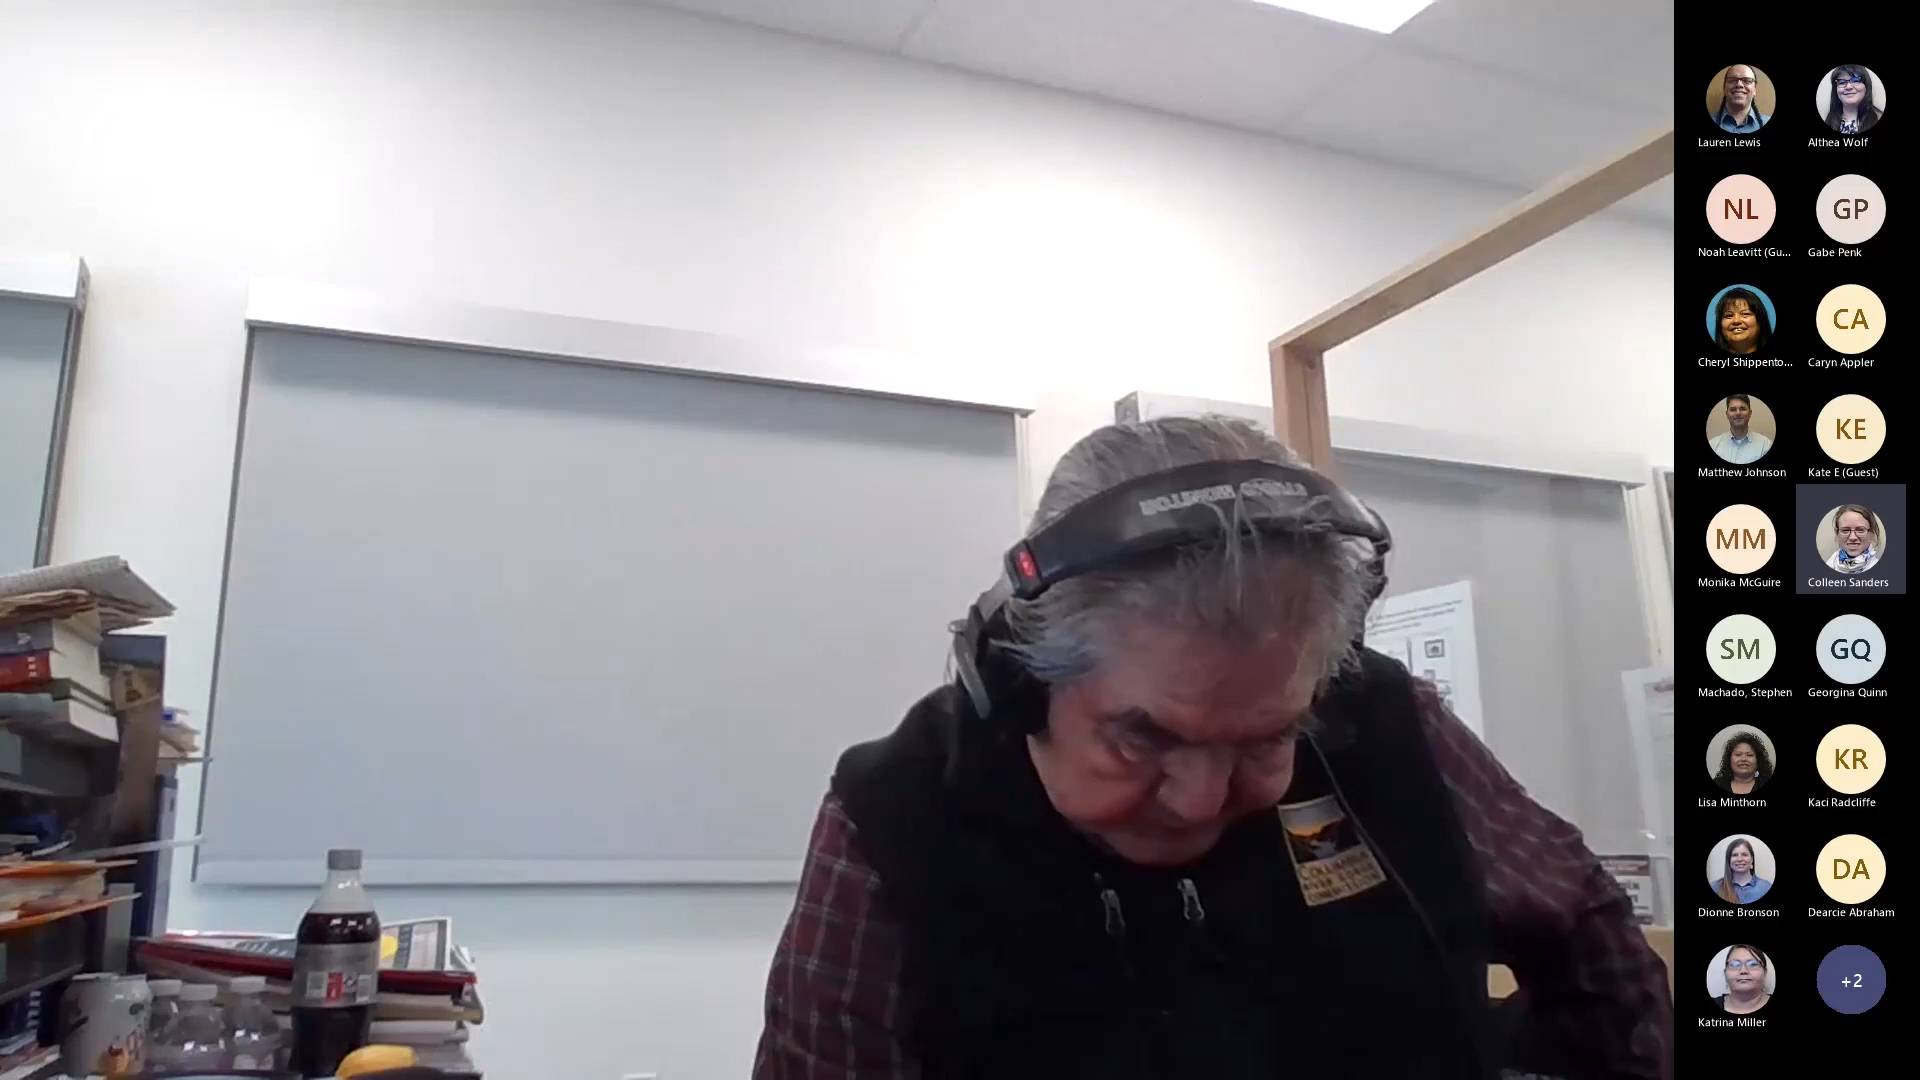 Lauren Lewis
Althea Wolf
NL
GP
Noah Leavitt (Gu...
Gabe Penk
CA
Cheryl Shippento...
Caryn Appler
KE
Matthew Johnson
Kate E (Guest)
MM
Monika McGuire
Colleen Sanders
SM
GQ
Machado, Stephen
Georgina Quinn
KR
Lisa Minthorn
Kaci Radcliffe
DA
Dionne Bronson
Dearcie Abraham
+2
Katrina Miller
COLUMBIA